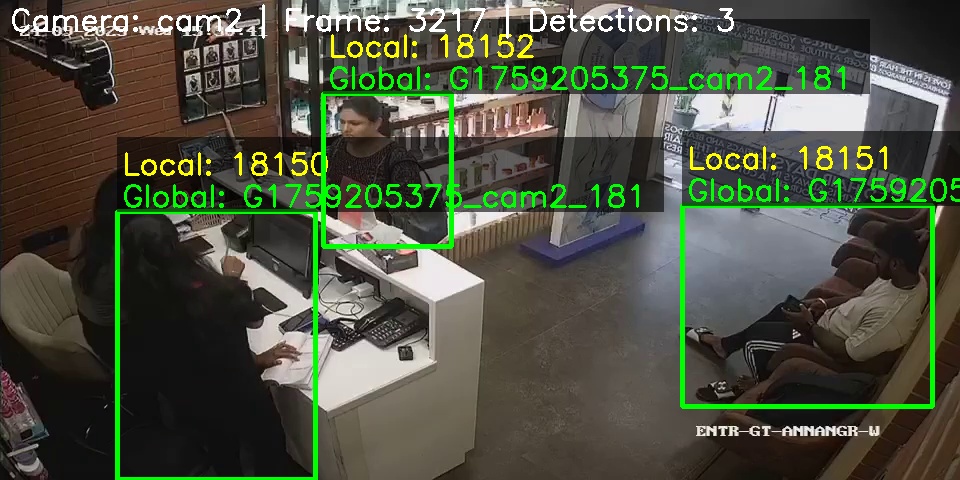 Camera: cam2 | Frame: 3217 | Detections: 3
Local: 18152
Global: G1759205375_cam2_181
Local: 18150
Global: G1759205375_cam2_181
Local: 18151
Global: G1759205
ENTR-GT-ANNANGR-W